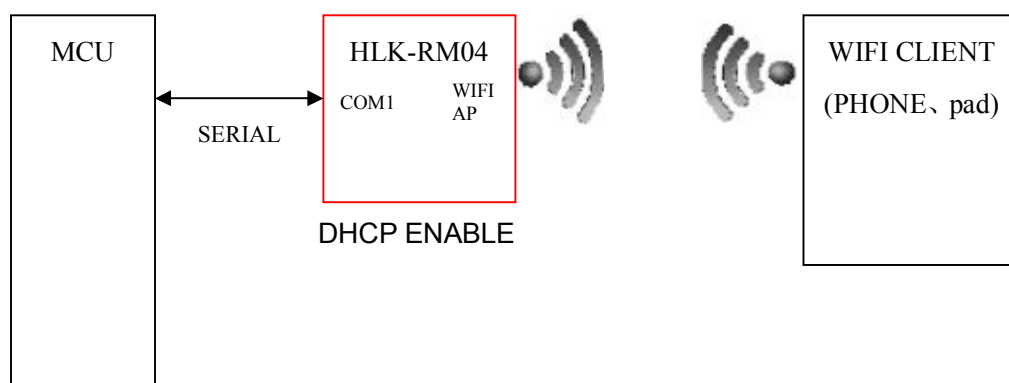 MCU
SERIAL
HLK-RM04
COM1
WIFI
AP
DHCP ENABLE
WIFI CLIENT
(PHONE、pad)